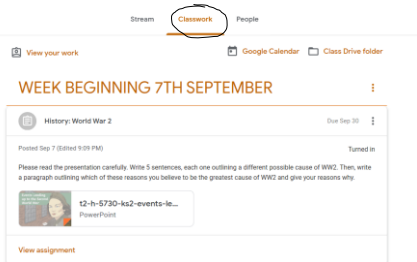 Stream Classwork People
View your work Google Calendar Class Drive folder
WEEK BEGINNING 7TH SEPTEMBER
History: World War 2 Due Sep 30
Posted Sep 7 (Edited 9:09 PM) Turned in
Please read the presentation carefully. Write 5 sentences, each one outlining a different possible cause of WW2. Then, write
a paragraph outlining which of these reasons you believe to be the greatest cause of WW2 and give your reasons why.
t2-h-5730-ks2-events-le...
PowerPoint
View assignment